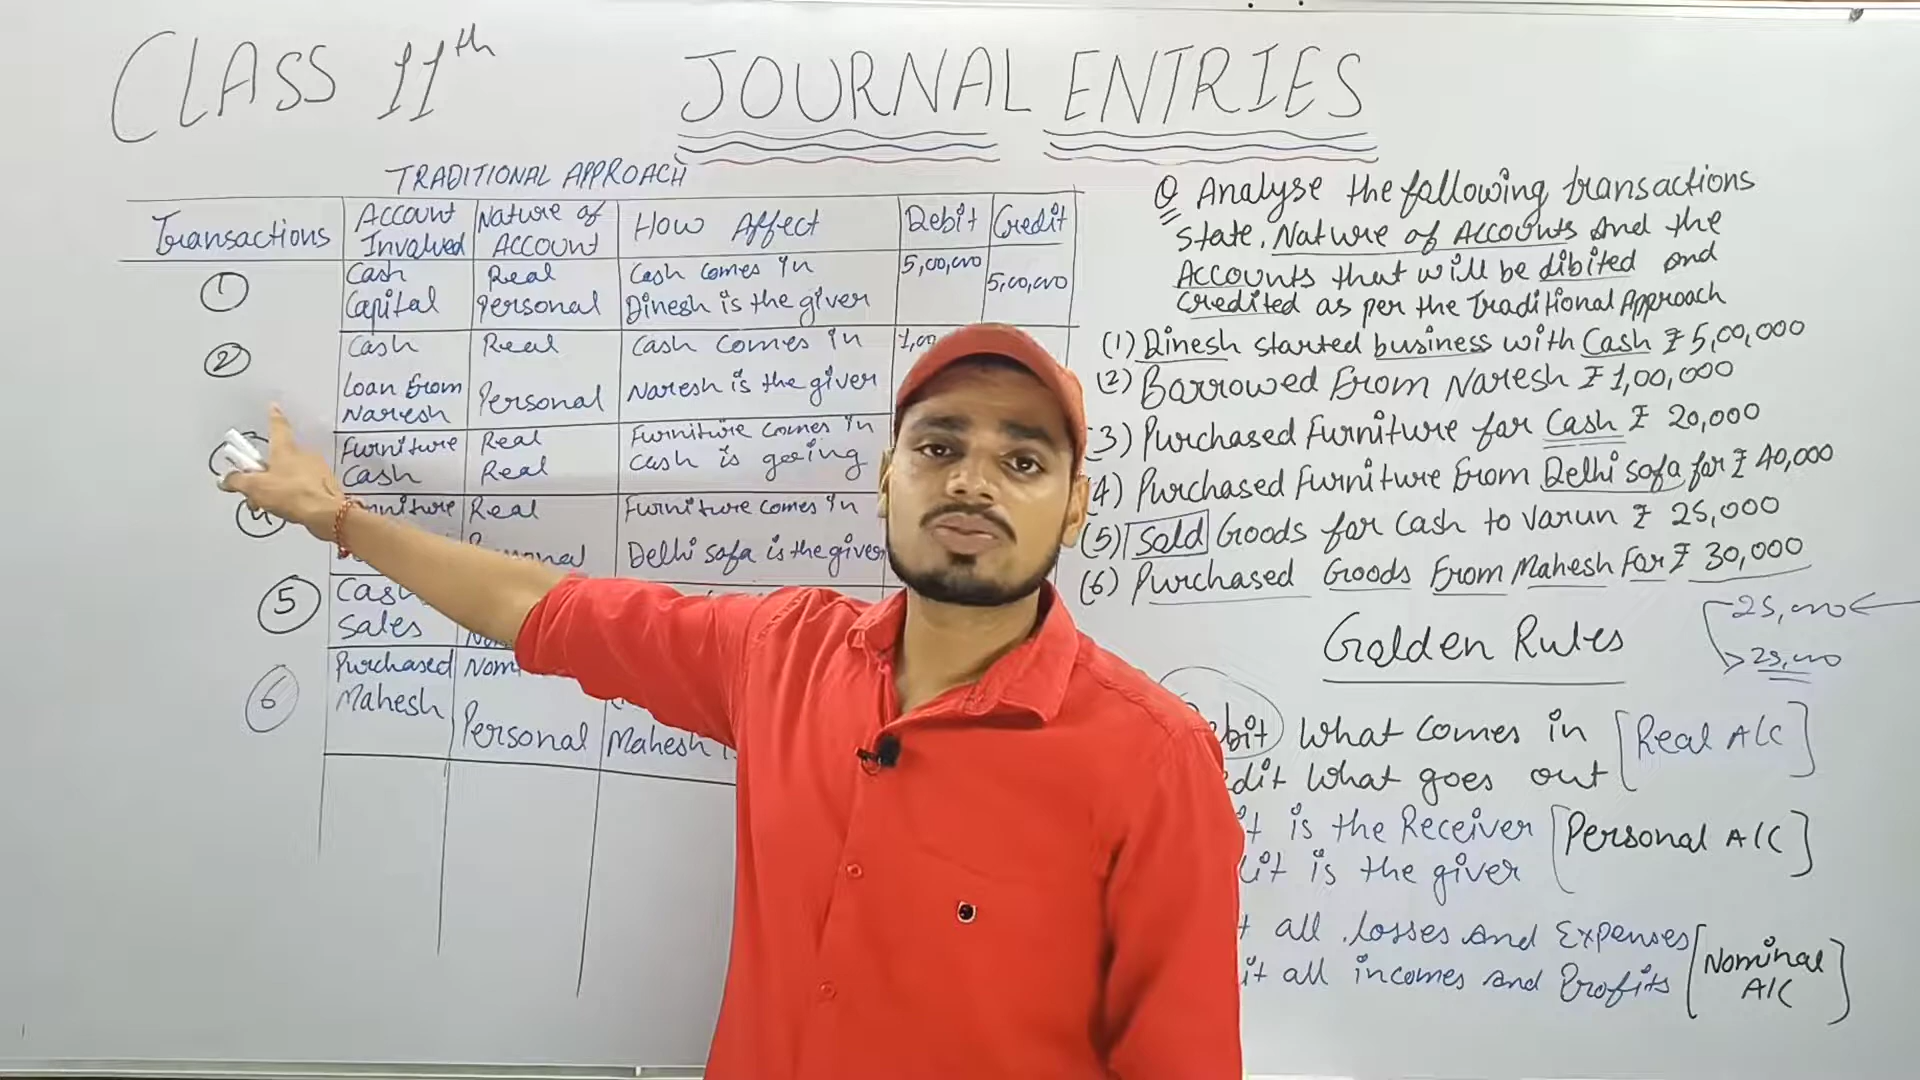 CLASS 11th
JOURNAL ENTRIES
TRADITIONAL APPROACH
Transactions
Account Involved
Nature of Account
How Affect
Debit
Credit
1
Cash
Real
Cash comes in
5,00,000
Capital
Personal
Dinesh is the giver
5,00,000
2
Cash
Real
Cash comes in
1,00
Loan From Naresh
Personal
Naresh is the giver
Furniture
Real
Furniture comes in
Cash
Real
Cash is goeing
4
Real
Furniture comes in
Delhi sofa is the giver
5
Cash
Sales
6
Purchased
Nomi
Mahesh
Personal
Mahesh
Q Analyse the following transactions
State, Nature of Accounts and the
Accounts that will be dibited and
Credited as per the Traditional Approach
(1) Dinesh started business with Cash ₹ 5,00,000
(2) Barrowed From Naresh ₹ 1,00,000
3) Purchased Furniture for Cash ₹ 20,000
4) Purchased Furniture From Delhi sofa for ₹ 40,000
(5) Sold Goods for Cash to Varun ₹ 25,000
(6) Purchased Goods From Mahesh For ₹ 30,000
25,000
25,000
Golden Rules
bit What comes in
edit What goes out
[Real A/C]
it is the Receiver
dit is the giver
[Personal A/C]
t all losses and Expenses
it all incomes and Profits
[Nominal A/C]